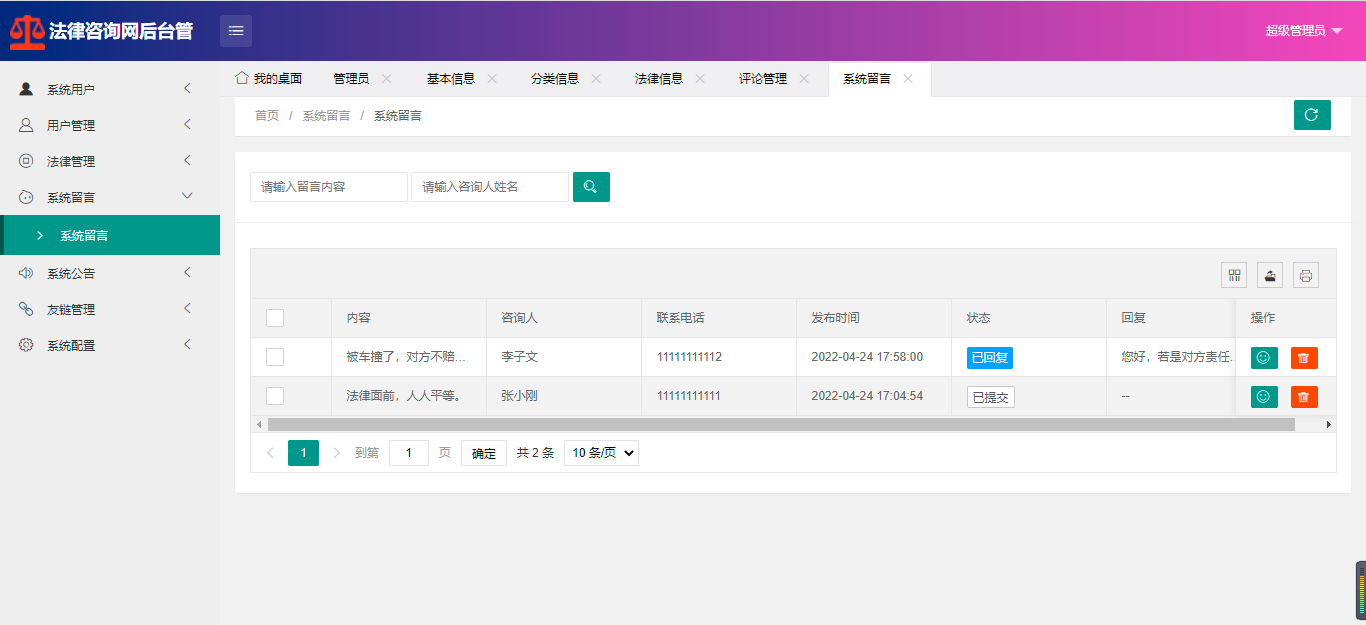 法律咨询网后台管
超级管理员
系统用户
用户管理
法律管理
系统留言
系统留言
系统公告
友链管理
系统配置
我的桌面 管理员 基本信息 分类信息 法律信息 评论管理 系统留言
首页 / 系统留言 / 系统留言
请输入留言内容 请输入咨询人姓名
内容 咨询人 联系电话 发布时间 状态 回复 操作
被车撞了，对方不赔... 李子文 11111111112 2022-04-24 17:58:00 已回复 您好，若是对方责任...
法律面前，人人平等。 张小刚 11111111111 2022-04-24 17:04:54 已提交 --
1 到第 1 页 确定 共 2 条 10 条/页